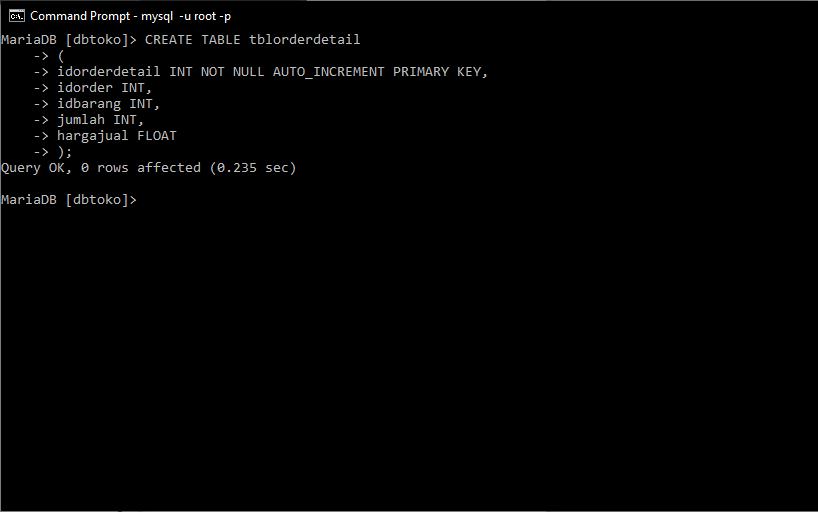 Command Prompt - mysql -u root -p
MariaDB [dbtoko]> CREATE TABLE tblorderdetail
-> (
-> idorderdetail INT NOT NULL AUTO_INCREMENT PRIMARY KEY,
-> idorder INT,
-> idbarang INT,
-> jumlah INT,
-> hargajual FLOAT
-> );
Query OK, 0 rows affected (0.235 sec)
MariaDB [dbtoko]>